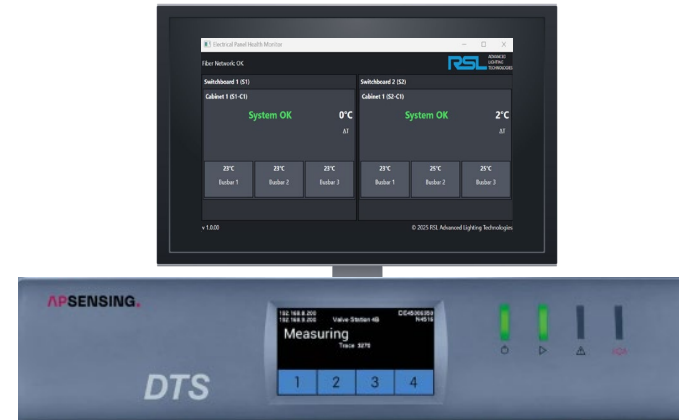 Electrical Panel Health Monitor
Fiber Network: OK
RSL ADVANCED LIGHTING TECHNOLOGIES
Switchboard 1 (S1)
Cabinet 1 (S1-C1)
System OK 0°C
ΔT
23°C 23°C 23°C
Busbar 1 Busbar 2 Busbar 3
Switchboard 2 (S2)
Cabinet 1 (S2-C1)
System OK 2°C
ΔT
23°C 25°C 25°C
Busbar 1 Busbar 2 Busbar 3
v 1.0.00 © 2025 RSL Advanced Lighting Technologies
APSENSING.
DTS
192.168.8.200
Valve-Station 4G
Measuring
Trace 3270
1 2 3 4